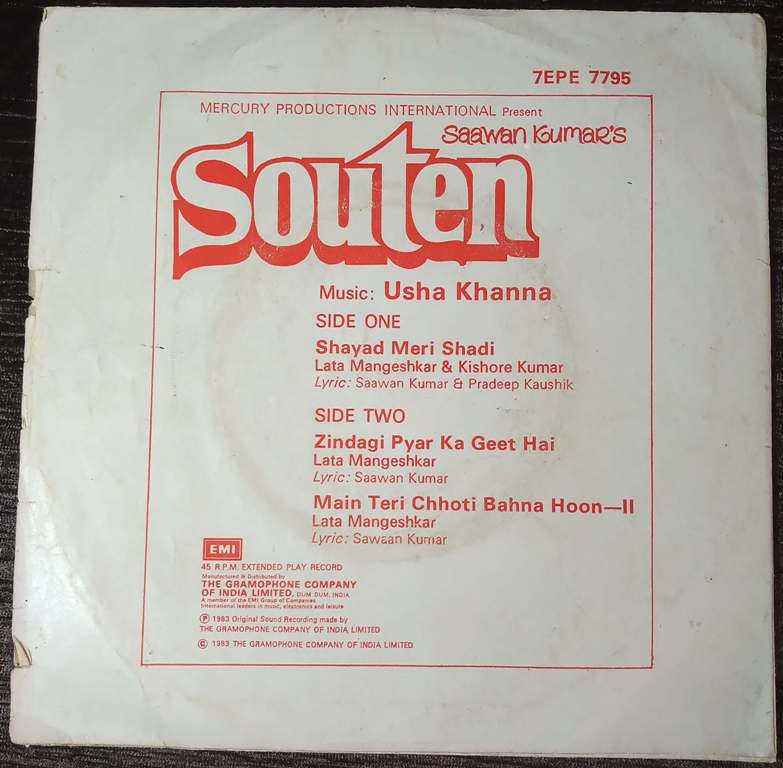 7EPE 7795
MERCURY PRODUCTIONS INTERNATIONAL Present
Saawan Kumar's
Souten
Music: Usha Khanna
SIDE ONE
Shayad Meri Shadi
Lata Mangeshkar & Kishore Kumar
Lyric: Saawan Kumar & Pradeep Kaushik
SIDE TWO
Zindagi Pyar Ka Geet Hai
Lata Mangeshkar
Lyric: Saawan Kumar
Main Teri Chhoti Bahna Hoon—II
Lata Mangeshkar
Lyric: Sawaan Kumar
EMI
45 R.P.M. EXTENDED PLAY RECORD
Manufactured & Distributed by
THE GRAMOPHONE COMPANY
OF INDIA LIMITED, DUM DUM, INDIA
A member of the EMI Group of Companies
International leaders in music, electronics and leisure
Ⓟ 1983 Original Sound Recording made by
THE GRAMOPHONE COMPANY OF INDIA LIMITED
© 1983 THE GRAMOPHONE COMPANY OF INDIA LIMITED